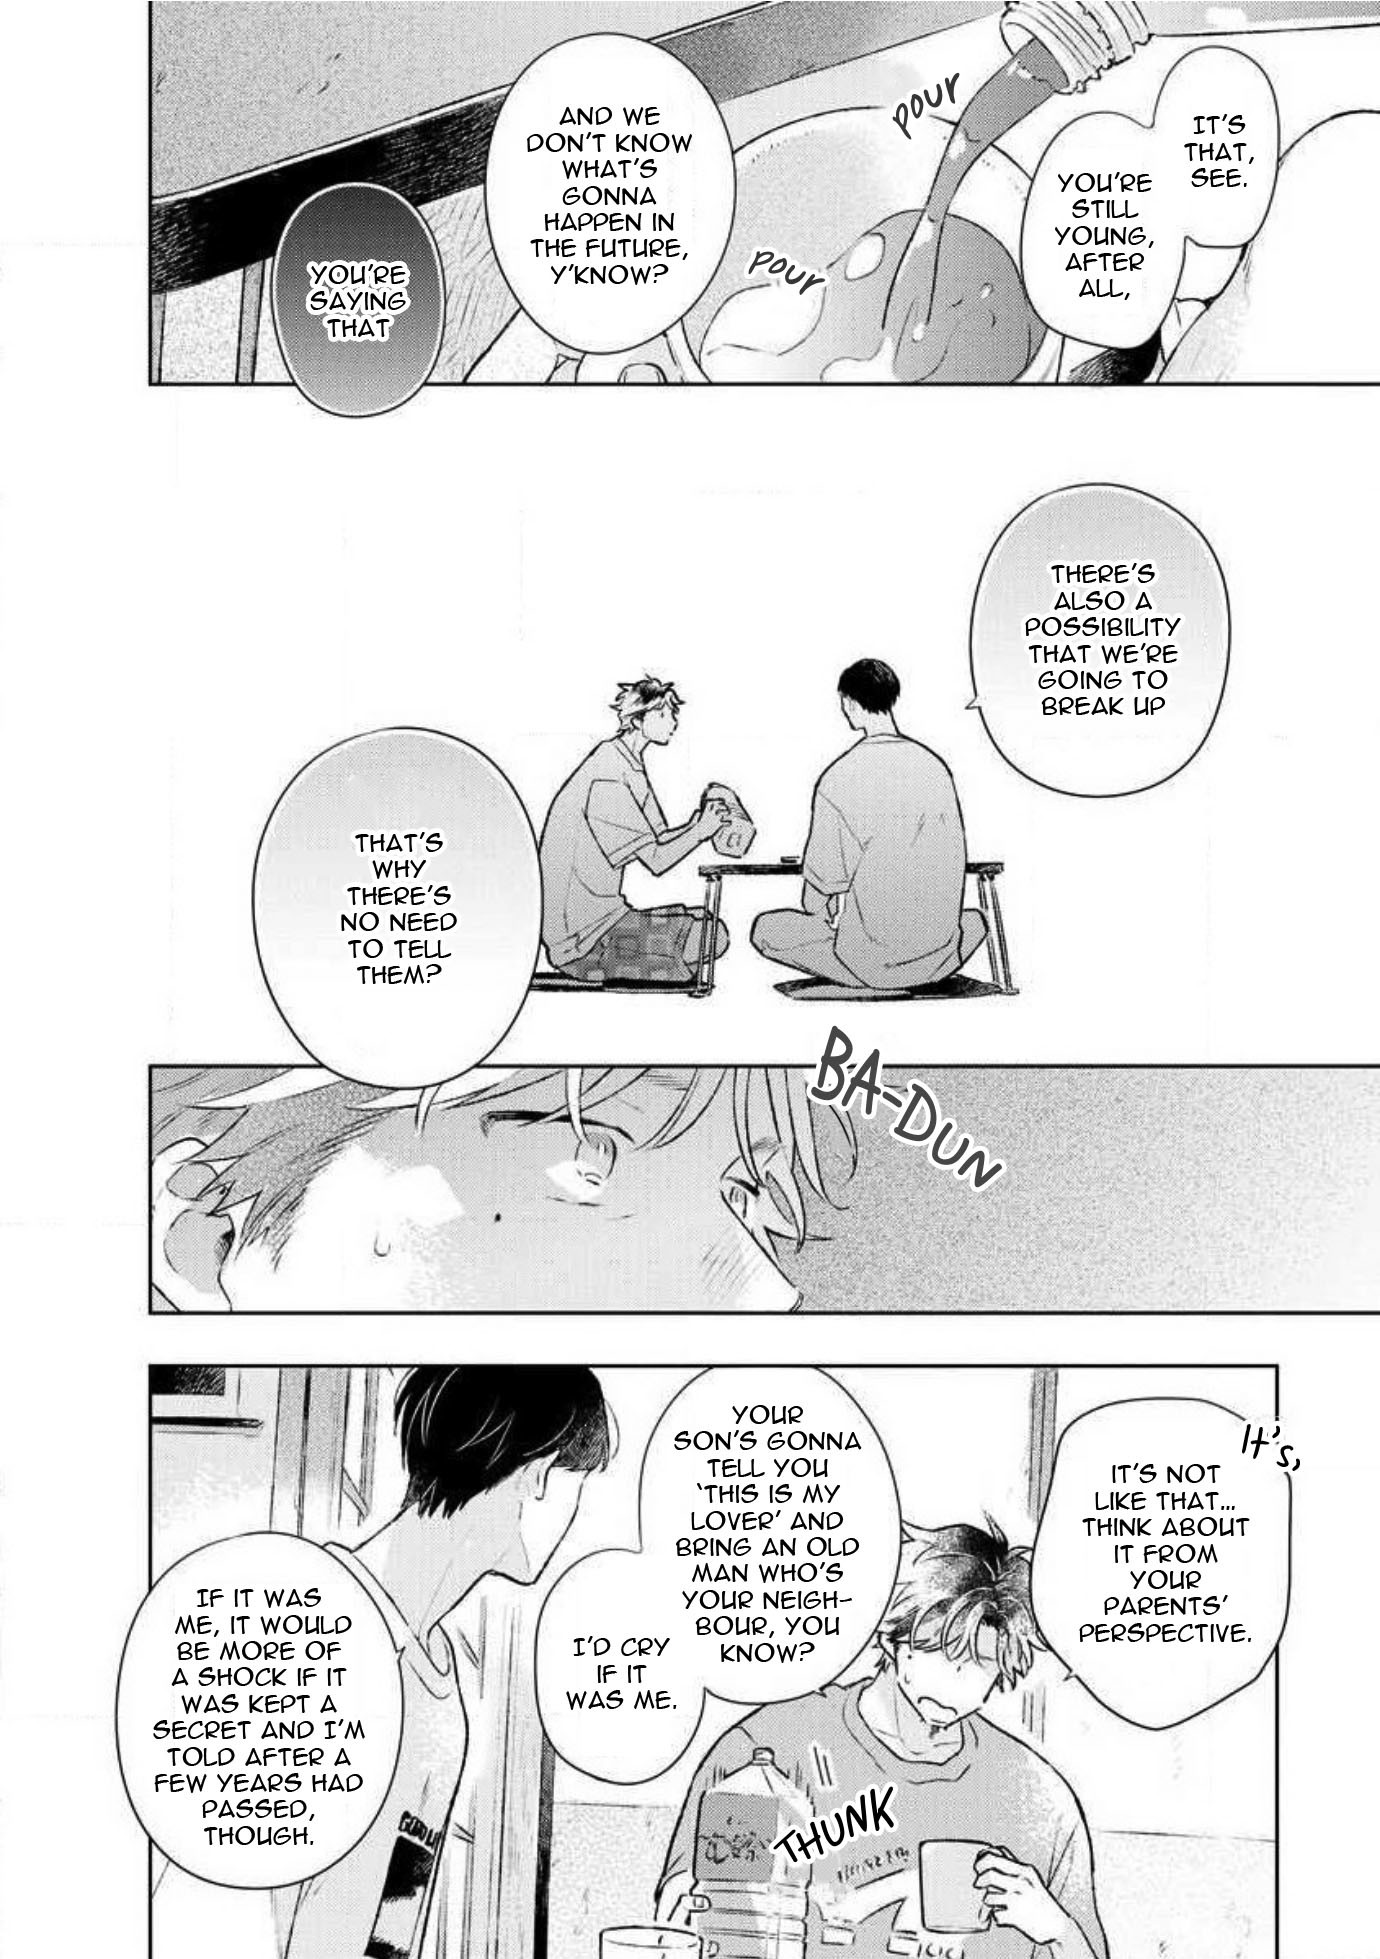 IT'S
THAT,
SEE.
YOU'RE
STILL
YOUNG,
AFTER
ALL,
pour
pour
AND WE
DON'T KNOW
WHAT'S
GONNA
HAPPEN IN
THE FUTURE,
Y'KNOW?
YOU'RE
SAYING
THAT
THERE'S
ALSO A
POSSIBILITY
THAT WE'RE
GOING TO
BREAK UP
THAT'S
WHY
THERE'S
NO NEED
TO TELL
THEM?
BA-DUN
It's,
IT'S NOT
LIKE THAT...
THINK ABOUT
IT FROM
YOUR
PARENTS'
PERSPECTIVE.
YOUR
SON'S GONNA
TELL YOU
'THIS IS MY
LOVER' AND
BRING AN OLD
MAN WHO'S
YOUR NEIGH-
BOUR, YOU
KNOW?
I'D CRY
IF IT
WAS ME.
THUNK
IF IT WAS
ME, IT WOULD
BE MORE OF
A SHOCK IF IT
WAS KEPT A
SECRET AND I'M
TOLD AFTER A
FEW YEARS HAD
PASSED,
THOUGH.